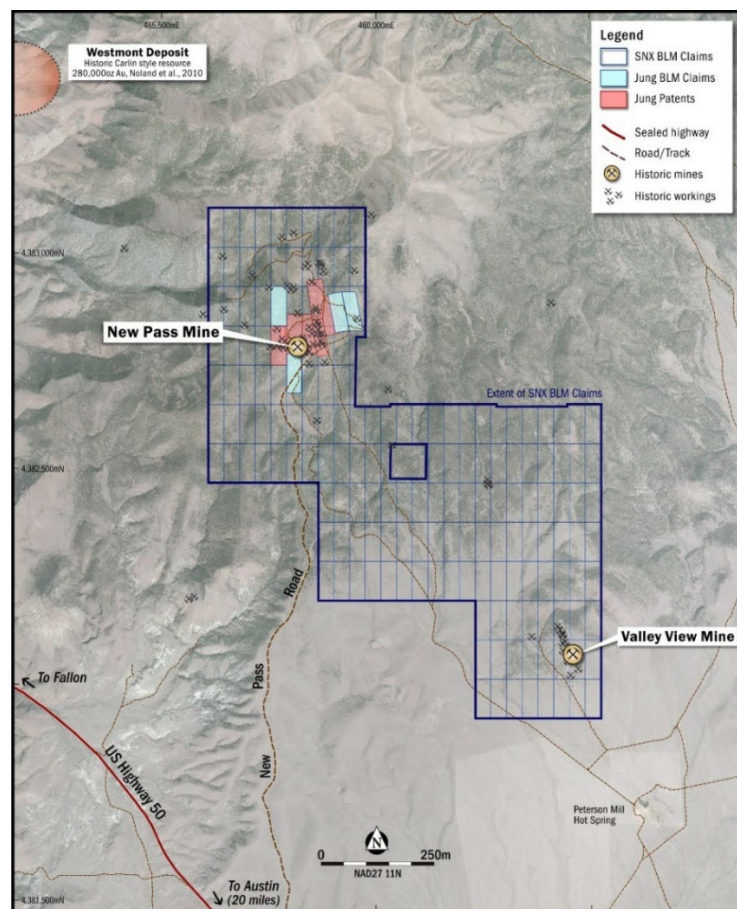 465,500mE
460,000mE
Westmont Deposit
Historic Carlin style resource
280,000oz Au, Noland et al., 2010
Legend
SNX BLM Claims
Jung BLM Claims
Jung Patents
Sealed highway
Road/Track
Historic mines
Historic workings
4,383,000mN
New Pass Mine
Extent of SNX BLM Claims
4,382,500mN
Valley View Mine
To Fallon
US Highway 50
New Pass Road
Peterson Mill
Hot Spring
N
0 250m
NAD27 11N
To Austin
(20 miles)
4,381,500mN